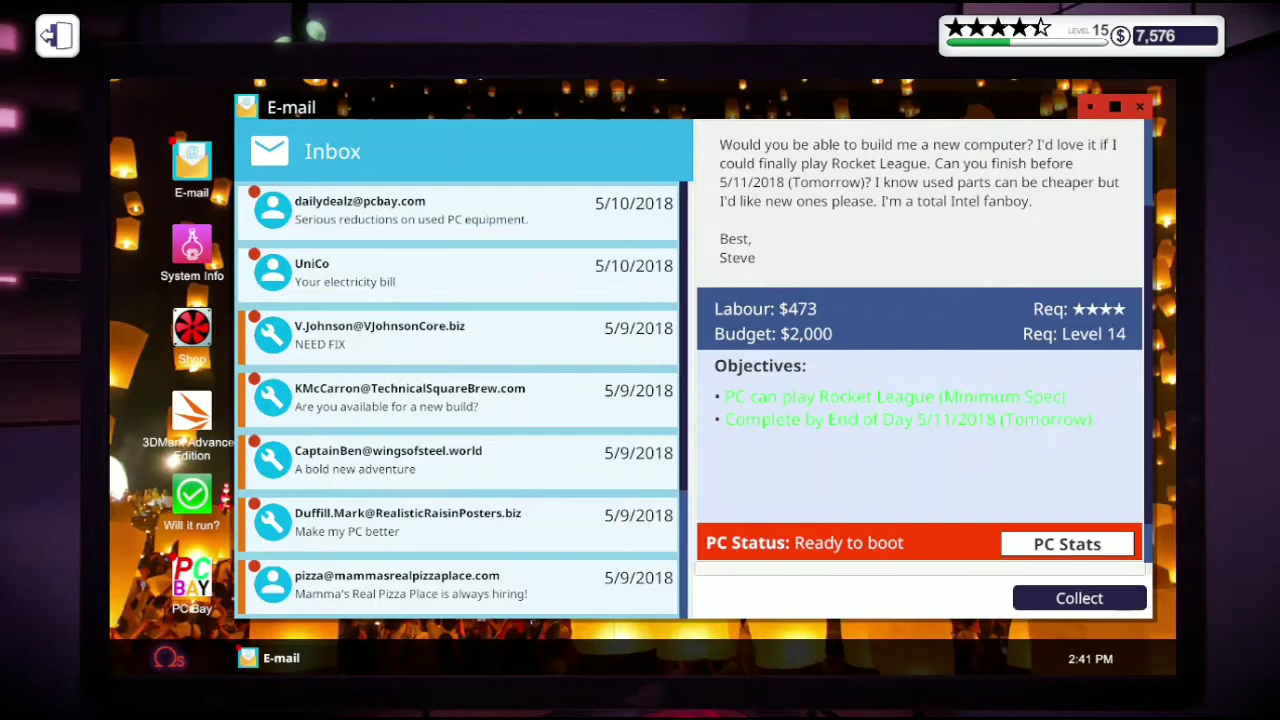 LEVEL 15
$ 7,576
E-mail
Inbox
dailydealz@pcbay.com
5/10/2018
Serious reductions on used PC equipment.
UniCo
5/10/2018
Your electricity bill
V.Johnson@VJohnsonCore.biz
5/9/2018
NEED FIX
KMcCarron@TechnicalSquareBrew.com
5/9/2018
Are you available for a new build?
CaptainBen@wingsofsteel.world
5/9/2018
A bold new adventure
Duffill.Mark@RealisticRaisinPosters.biz
5/9/2018
Make my PC better
pizza@mammasrealpizzaplace.com
5/9/2018
Mamma's Real Pizza Place is always hiring!
Would you be able to build me a new computer? I'd love it if I
could finally play Rocket League. Can you finish before
5/11/2018 (Tomorrow)? I know used parts can be cheaper but
I'd like new ones please. I'm a total Intel fanboy.
Best,
Steve
Labour: $473
Req: ★★★★
Budget: $2,000
Req: Level 14
Objectives:
• PC can play Rocket League (Minimum Spec)
• Complete by End of Day 5/11/2018 (Tomorrow)
PC Status: Ready to boot
PC Stats
Collect
E-mail
System Info
Shop
3DMark Advance
Edition
Will it run?
PC BAY
PC Bay
Ωs
E-mail
2:41 PM